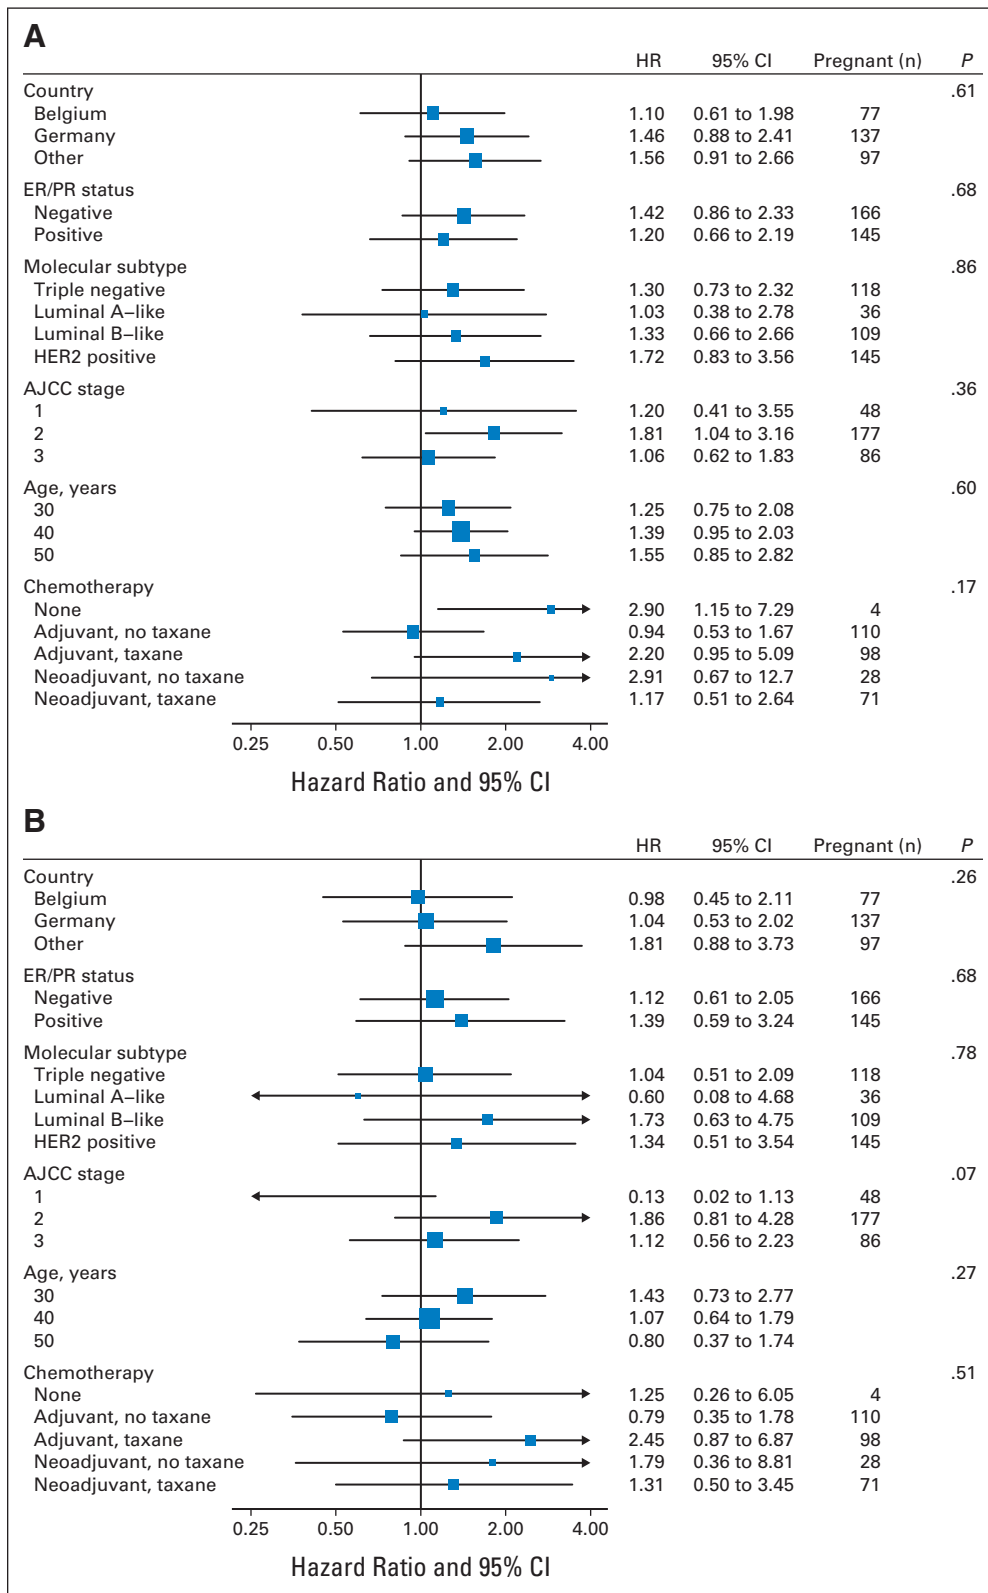 A
HR 95% CI Pregnant (n) P
Country .61
Belgium 1.10 0.61 to 1.98 77
Germany 1.46 0.88 to 2.41 137
Other 1.56 0.91 to 2.66 97
ER/PR status .68
Negative 1.42 0.86 to 2.33 166
Positive 1.20 0.66 to 2.19 145
Molecular subtype .86
Triple negative 1.30 0.73 to 2.32 118
Luminal A–like 1.03 0.38 to 2.78 36
Luminal B–like 1.33 0.66 to 2.66 109
HER2 positive 1.72 0.83 to 3.56 145
AJCC stage .36
1 1.20 0.41 to 3.55 48
2 1.81 1.04 to 3.16 177
3 1.06 0.62 to 1.83 86
Age, years .60
30 1.25 0.75 to 2.08
40 1.39 0.95 to 2.03
50 1.55 0.85 to 2.82
Chemotherapy .17
None 2.90 1.15 to 7.29 4
Adjuvant, no taxane 0.94 0.53 to 1.67 110
Adjuvant, taxane 2.20 0.95 to 5.09 98
Neoadjuvant, no taxane 2.91 0.67 to 12.7 28
Neoadjuvant, taxane 1.17 0.51 to 2.64 71
0.25 0.50 1.00 2.00 4.00
Hazard Ratio and 95% CI
B
HR 95% CI Pregnant (n) P
Country .26
Belgium 0.98 0.45 to 2.11 77
Germany 1.04 0.53 to 2.02 137
Other 1.81 0.88 to 3.73 97
ER/PR status .68
Negative 1.12 0.61 to 2.05 166
Positive 1.39 0.59 to 3.24 145
Molecular subtype .78
Triple negative 1.04 0.51 to 2.09 118
Luminal A–like 0.60 0.08 to 4.68 36
Luminal B–like 1.73 0.63 to 4.75 109
HER2 positive 1.34 0.51 to 3.54 145
AJCC stage .07
1 0.13 0.02 to 1.13 48
2 1.86 0.81 to 4.28 177
3 1.12 0.56 to 2.23 86
Age, years .27
30 1.43 0.73 to 2.77
40 1.07 0.64 to 1.79
50 0.80 0.37 to 1.74
Chemotherapy .51
None 1.25 0.26 to 6.05 4
Adjuvant, no taxane 0.79 0.35 to 1.78 110
Adjuvant, taxane 2.45 0.87 to 6.87 98
Neoadjuvant, no taxane 1.79 0.36 to 8.81 28
Neoadjuvant, taxane 1.31 0.50 to 3.45 71
0.25 0.50 1.00 2.00 4.00
Hazard Ratio and 95% CI